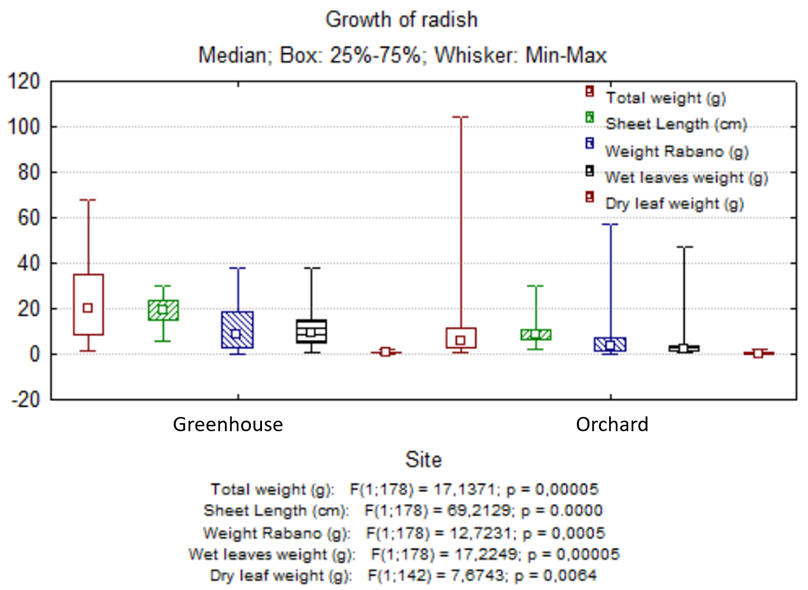 Growth of radish
Median; Box: 25%-75%; Whisker: Min-Max
120
100
80
60
40
20
0
-20
Total weight (g)
Sheet Length (cm)
Weight Rabano (g)
Wet leaves weight (g)
Dry leaf weight (g)
Greenhouse
Orchard
Site
Total weight (g): F(1;178) = 17,1371; p = 0,00005
Sheet Length (cm): F(1;178) = 69,2129; p = 0.0000
Weight Rabano (g): F(1;178) = 12,7231; p = 0,0005
Wet leaves weight (g): F(1;178) = 17,2249; p = 0,00005
Dry leaf weight (g): F(1;142) = 7,6743; p = 0,0064